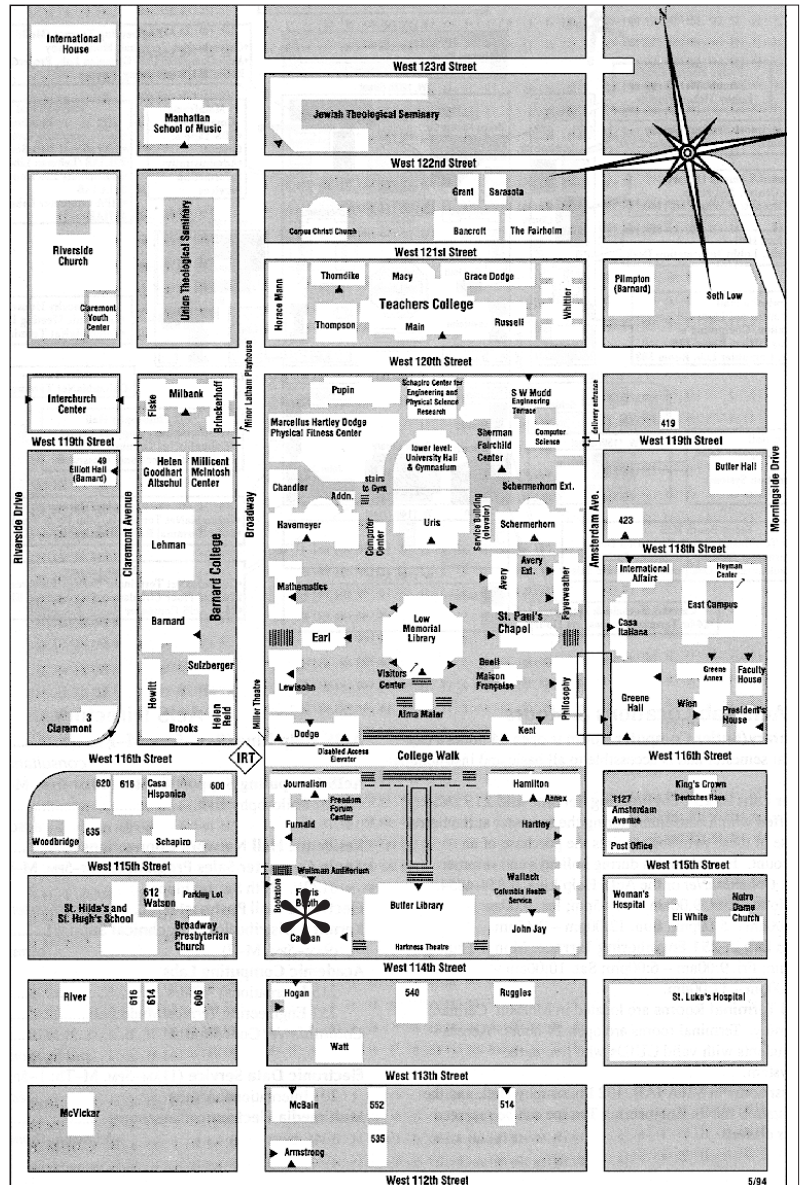 International
House
West 123rd Street
Manhattan
School of Music
Jewish Theological Seminary
West 122nd Street
Grant
Sarasota
Riverside
Church
Union Theological Seminary
Corpus Christi Church
Bancroft
The Fairholm
West 121st Street
Claremont
Youth
Center
Horace Mann
Thorndike
Macy
Grace Dodge
Teachers College
Thompson
Main
Russell
Whittier
Plimpton
(Barnard)
Seth Low
West 120th Street
Minor Latham Playhouse
Interchurch
Center
Fiske
Milbank
Brinckerhoff
Pupin
Schapiro Center for
Engineering and
Physical Science
Research
S W Mudd
Engineering
Terrace
delivery entrance
419
West 119th Street
Marcellus Hartley Dodge
Physical Fitness Center
lower level:
University Hall
& Gymnasium
Sherman
Fairchild
Center
Computer
Science
West 119th Street
49
Elliott Hall
(Barnard)
Helen
Goodhart
Altschul
Millicent
McIntosh
Center
Chandler
Addn.
stairs
to Gym
Schermerhorn Ext.
Butler Hall
Riverside Drive
Claremont Avenue
Broadway
Amsterdam Ave.
Morningside Drive
Lehman
Barnard College
Havemeyer
Computer
Center
Uris
Service Building
(elevator)
Schermerhorn
423
West 118th Street
Mathematics
Avery
Avery
Ext.
Fayerweather
International
Affairs
Heyman
Center
East Campus
Barnard
Earl
Low
Memorial
Library
St. Paul's
Chapel
Casa
Italiana
Sulzberger
Hewitt
Helen
Reid
Brooks
Lewisohn
Visitors
Center
Buell
Maison
Française
Philosophy
Greene
Hall
Greene
Annex
Wien
Faculty
House
President's
House
3
Claremont
Miller Theatre
Dodge
Alma Mater
Kent
West 116th Street
IRT
Disabled Access
Elevator
College Walk
West 116th Street
620
616
Casa
Hispanica
600
Journalism
Freedom
Forum
Center
Hamilton
Annex
King's Crown
Deutsches Haus
1127
Amsterdam
Avenue
Woodbridge
635
Schapiro
Furnald
Hartley
Post Office
West 115th Street
Wollman Auditorium
Wallach
West 115th Street
St. Hilda's and
St. Hugh's School
612
Watson
Parking Lot
Broadway
Presbyterian
Church
Bookstore
Ferris
Booth
Carman
Butler Library
Columbia Health
Service
John Jay
Harkness Theatre
Woman's
Hospital
Eli White
Notre
Dame
Church
West 114th Street
River
616
614
606
Hogan
540
Ruggles
Watt
St. Luke's Hospital
West 113th Street
McVickar
McBain
552
535
514
Armstrong
West 112th Street
5/94